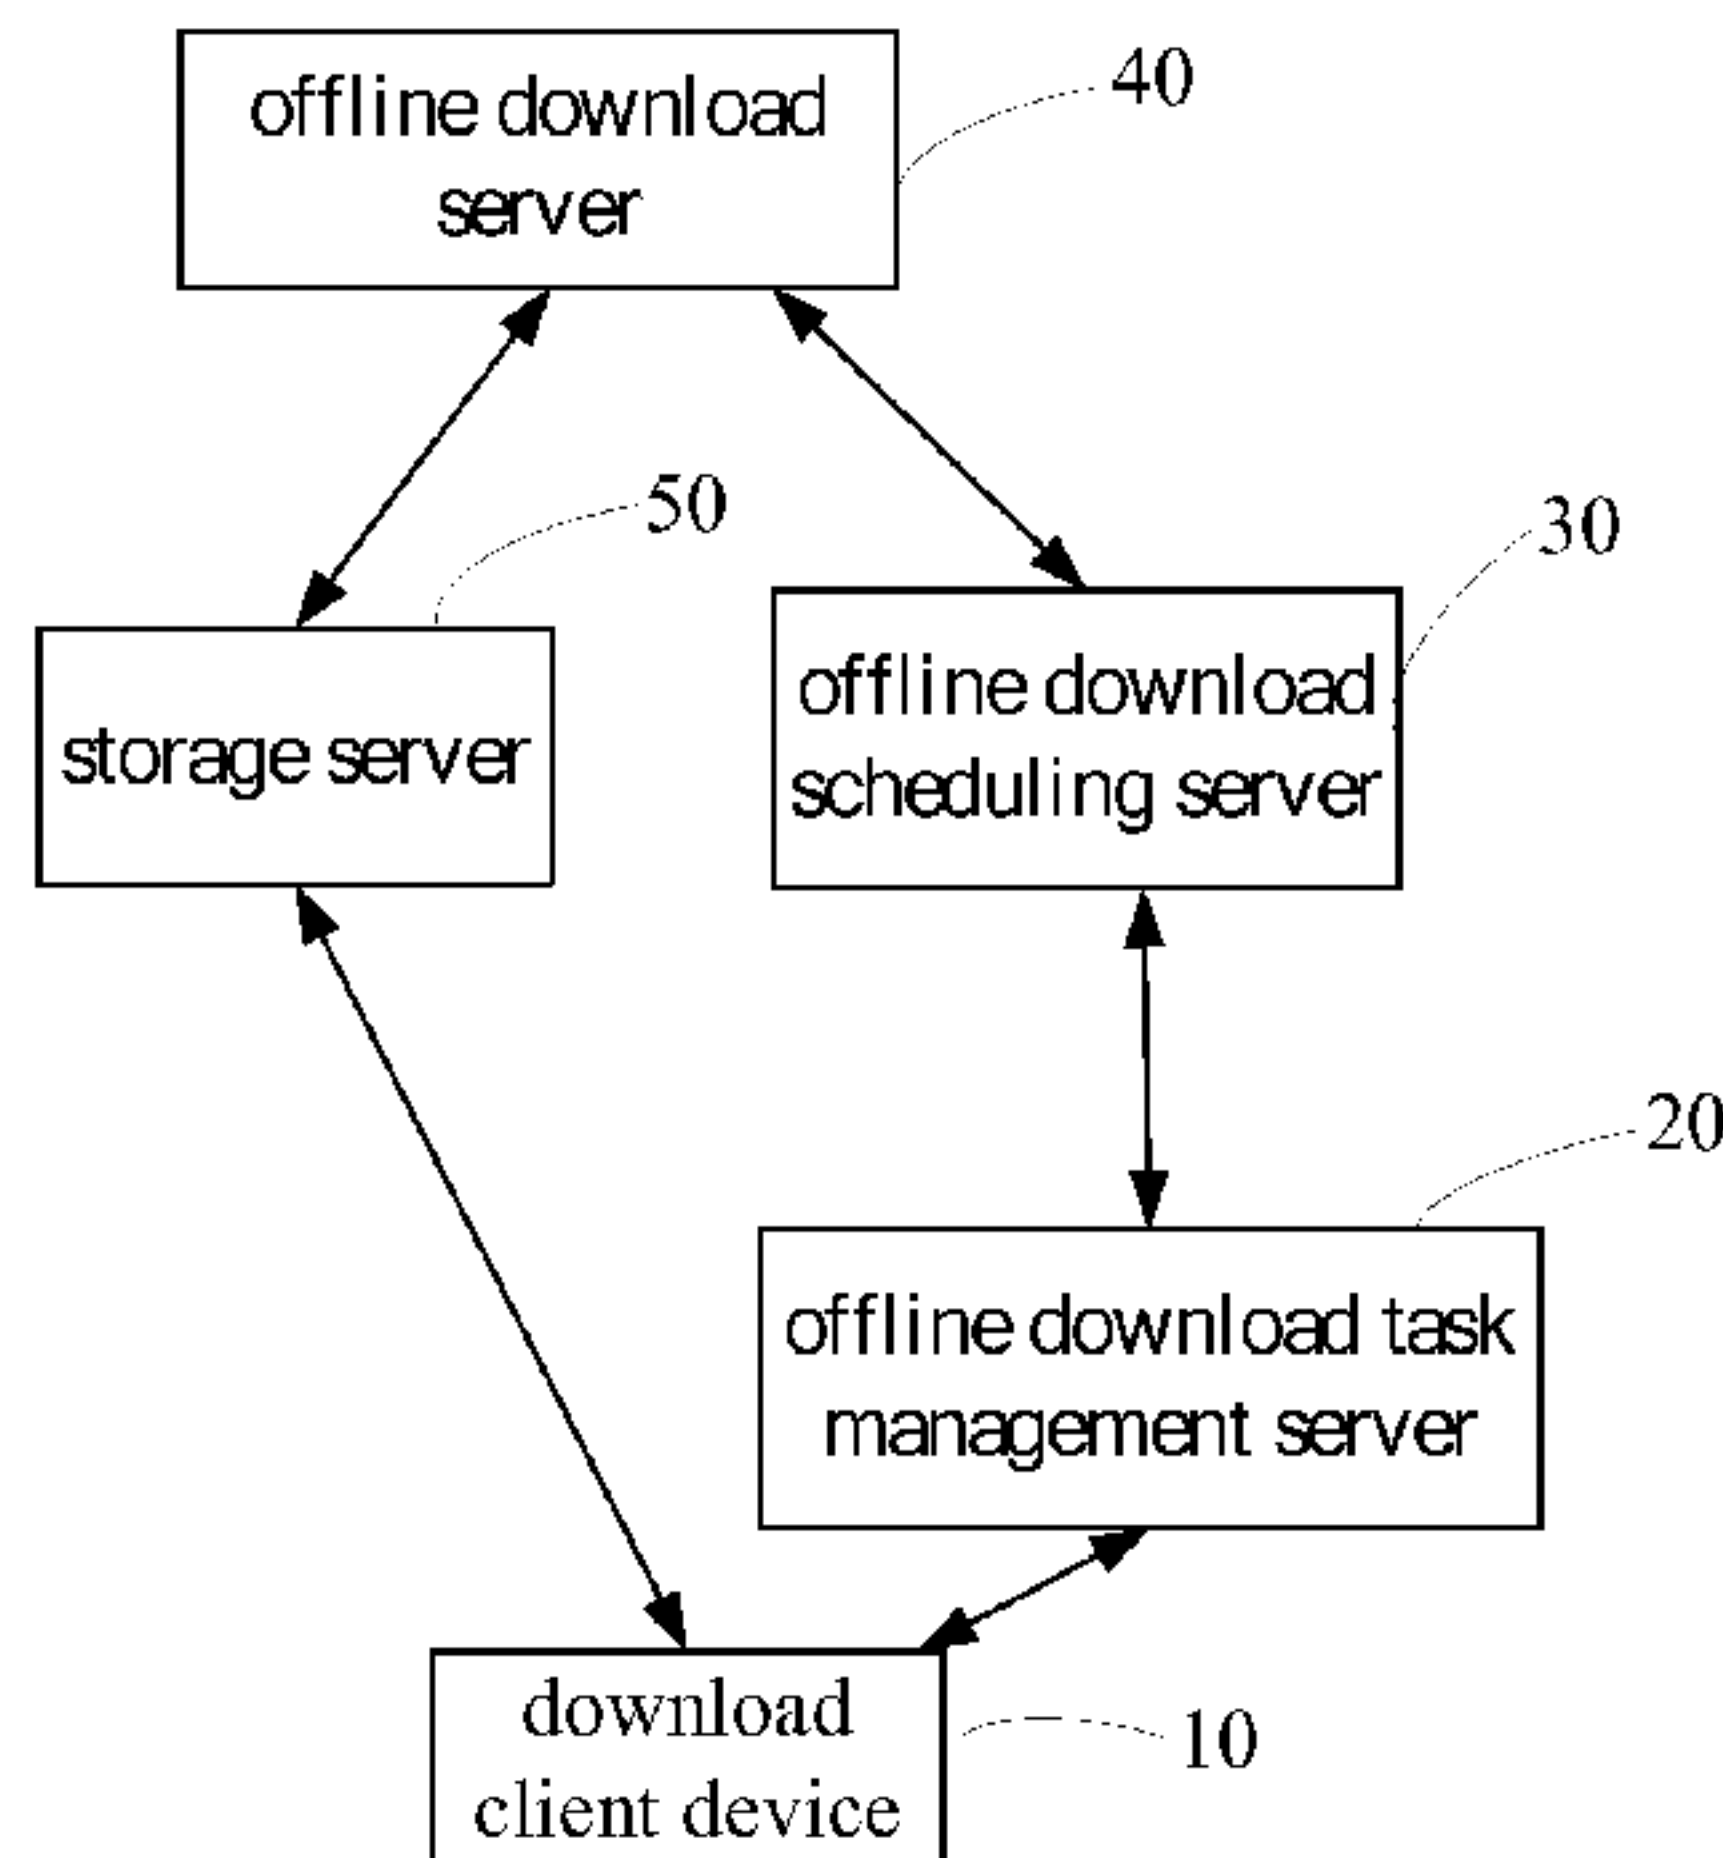 offline download
server
40
50
30
storage server
offline download
scheduling server
20
offline download task
management server
download
client device
10